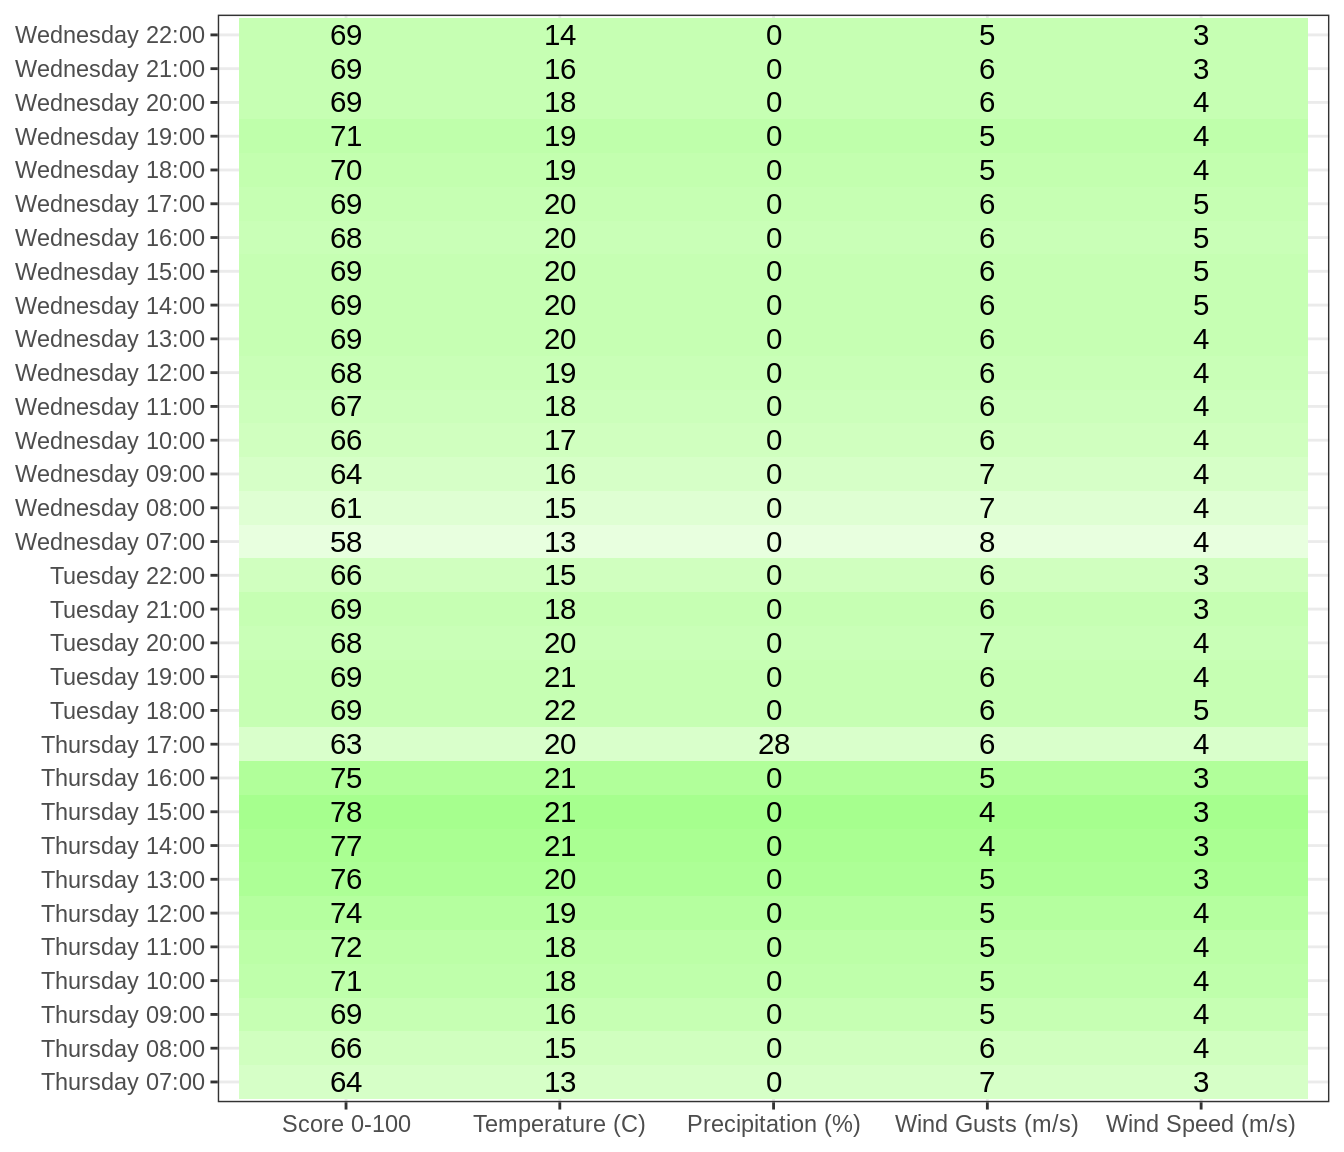 Wednesday 22:00 69 14 0 5 3
Wednesday 21:00 69 16 0 6 3
Wednesday 20:00 69 18 0 6 4
Wednesday 19:00 71 19 0 5 4
Wednesday 18:00 70 19 0 5 4
Wednesday 17:00 69 20 0 6 5
Wednesday 16:00 68 20 0 6 5
Wednesday 15:00 69 20 0 6 5
Wednesday 14:00 69 20 0 6 5
Wednesday 13:00 69 20 0 6 4
Wednesday 12:00 68 19 0 6 4
Wednesday 11:00 67 18 0 6 4
Wednesday 10:00 66 17 0 6 4
Wednesday 09:00 64 16 0 7 4
Wednesday 08:00 61 15 0 7 4
Wednesday 07:00 58 13 0 8 4
Tuesday 22:00 66 15 0 6 3
Tuesday 21:00 69 18 0 6 3
Tuesday 20:00 68 20 0 7 4
Tuesday 19:00 69 21 0 6 4
Tuesday 18:00 69 22 0 6 5
Thursday 17:00 63 20 28 6 4
Thursday 16:00 75 21 0 5 3
Thursday 15:00 78 21 0 4 3
Thursday 14:00 77 21 0 4 3
Thursday 13:00 76 20 0 5 3
Thursday 12:00 74 19 0 5 4
Thursday 11:00 72 18 0 5 4
Thursday 10:00 71 18 0 5 4
Thursday 09:00 69 16 0 5 4
Thursday 08:00 66 15 0 6 4
Thursday 07:00 64 13 0 7 3
Score 0-100 Temperature (C) Precipitation (%) Wind Gusts (m/s) Wind Speed (m/s)